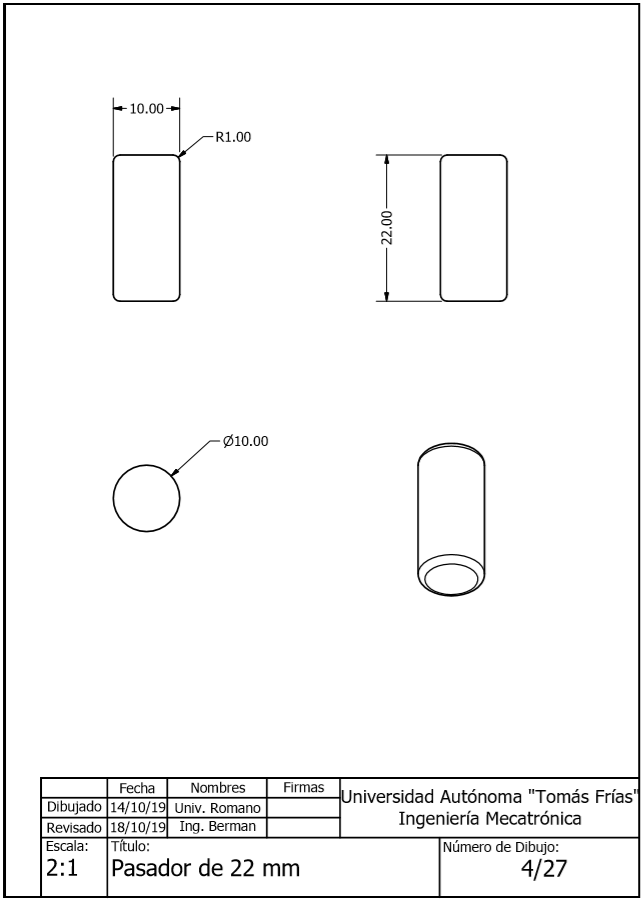 10.00
R1.00
22.00
Ø10.00
Fecha Nombres Firmas
Dibujado 14/10/19 Univ. Romano
Revisado 18/10/19 Ing. Berman
Universidad Autónoma "Tomás Frías"
Ingeniería Mecatrónica
Escala: Título: Número de Dibujo:
2:1 Pasador de 22 mm 4/27